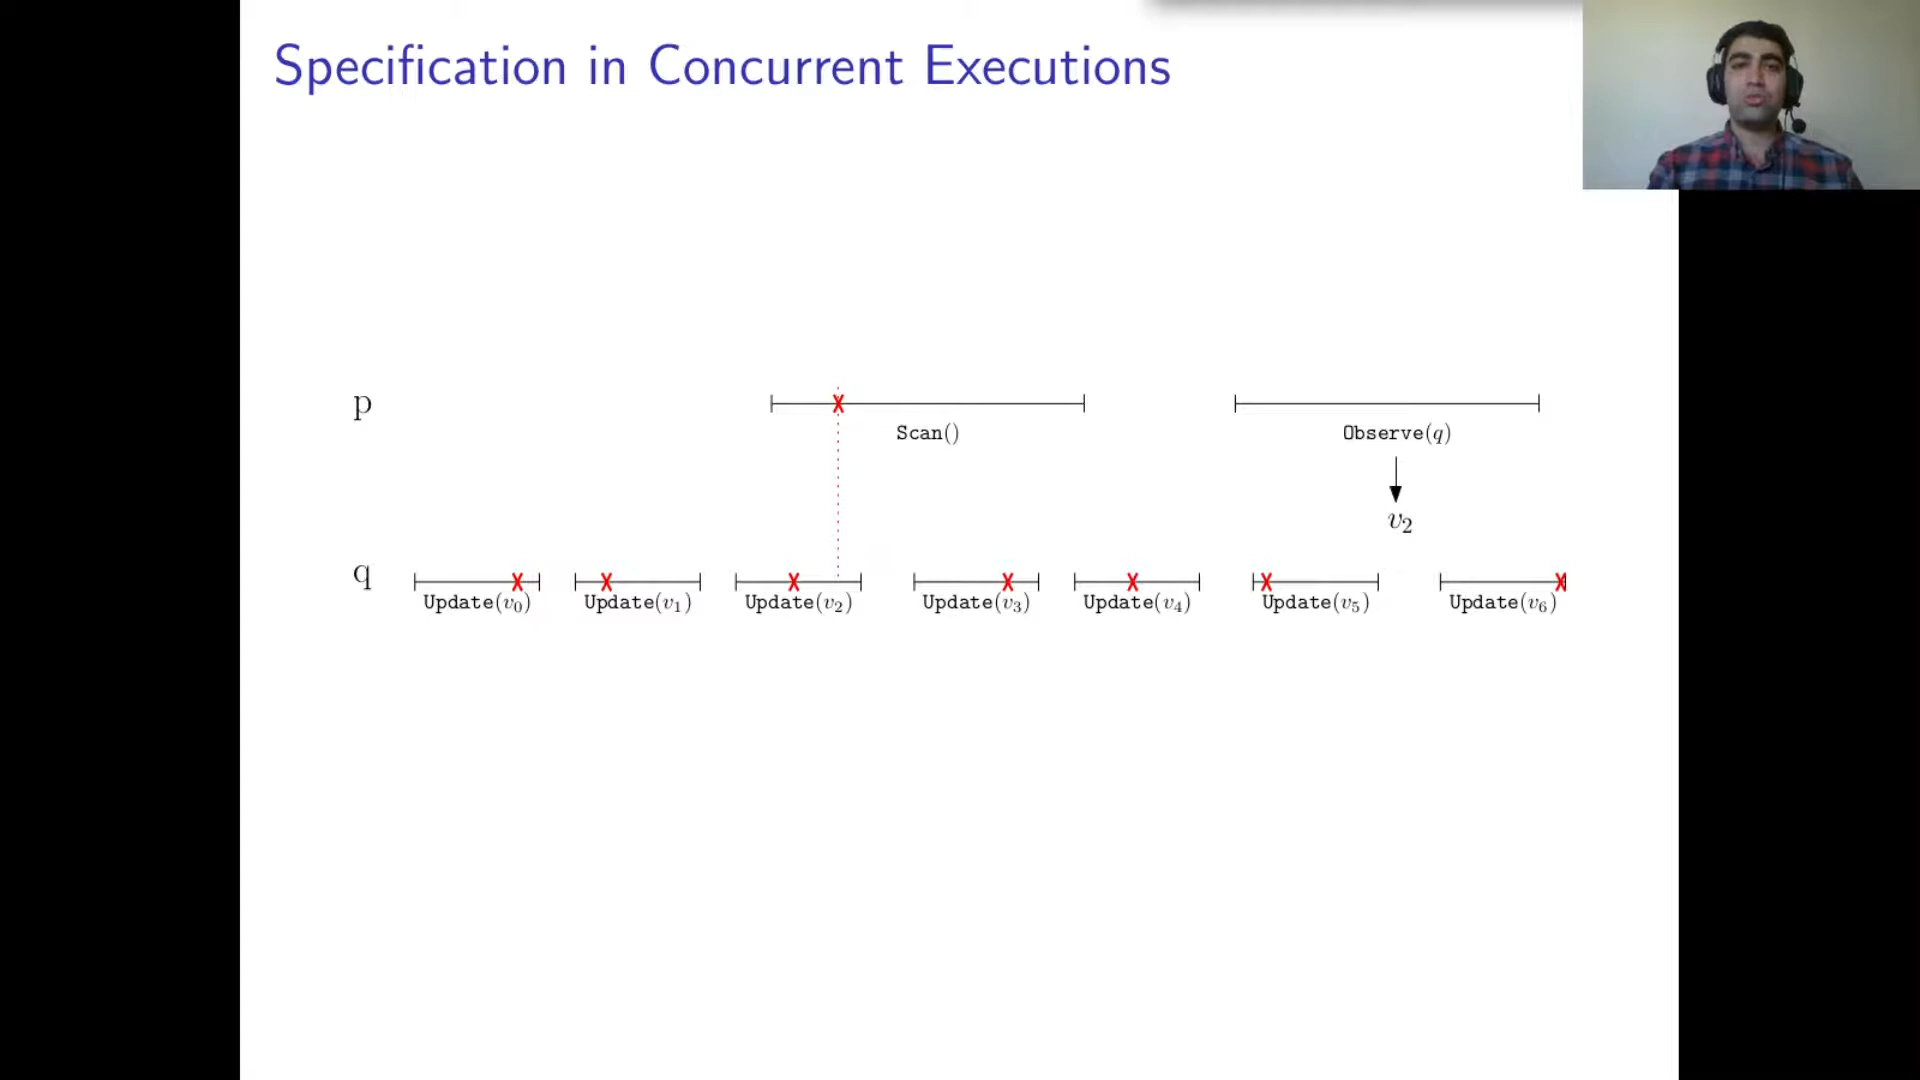 Specification in Concurrent Executions
p
Scan()
Observe(q)
v₂
q
Update(v₀) Update(v₁) Update(v₂) Update(v₃) Update(v₄) Update(v₅) Update(v₆)